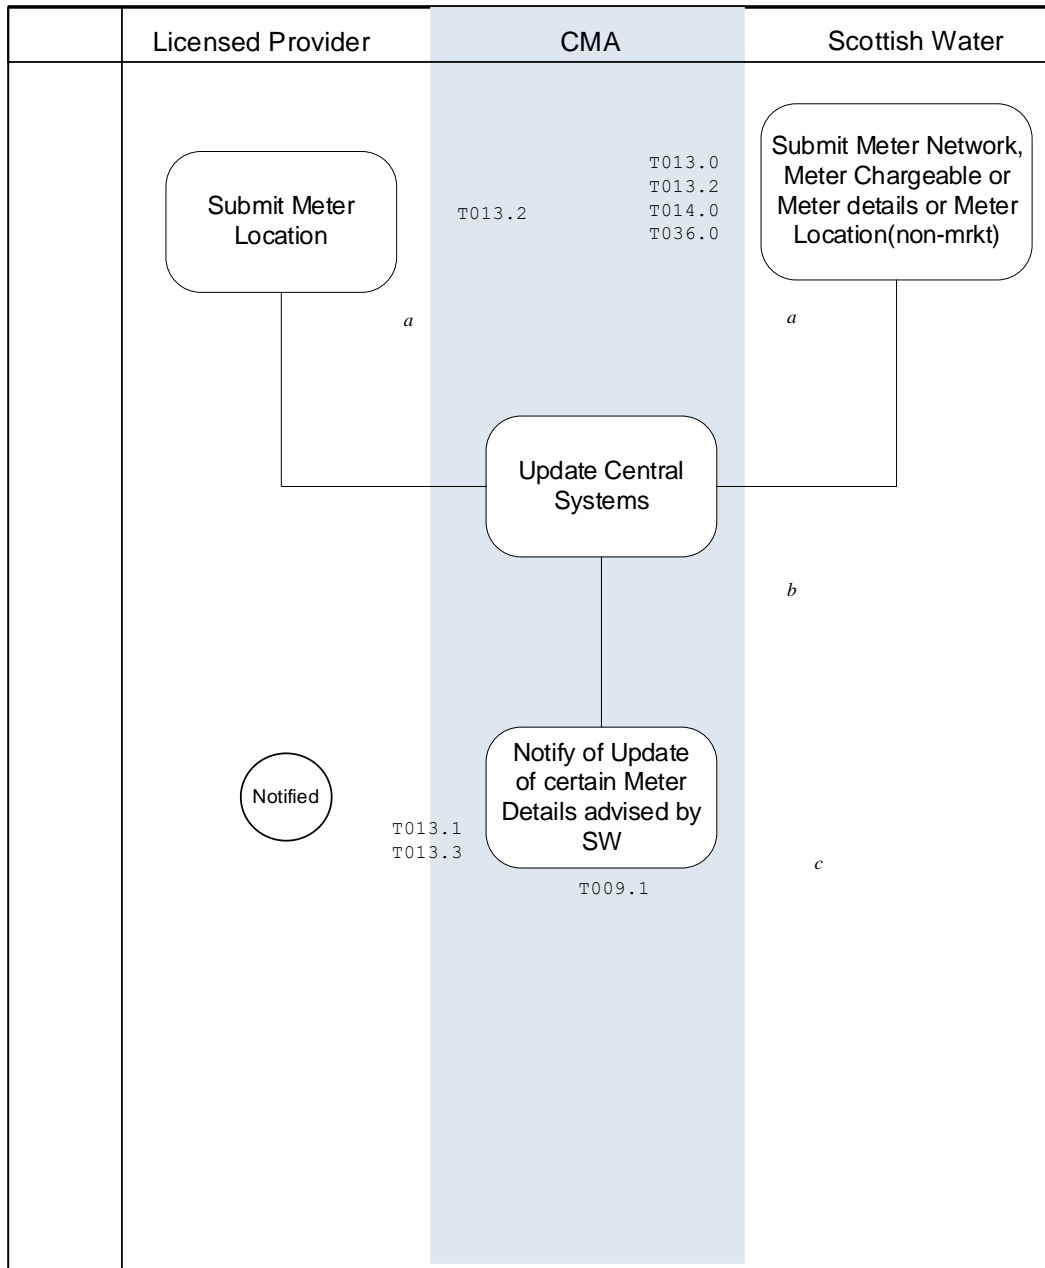 Licensed Provider
CMA
Scottish Water
Submit Meter
Location
T013.2
T013.0
T013.2
T014.0
T036.0
Submit Meter Network,
Meter Chargeable or
Meter details or Meter
Location(non-mrkt)
a
a
Update Central
Systems
b
Notified
T013.1
T013.3
Notify of Update
of certain Meter
Details advised by
SW
T009.1
c